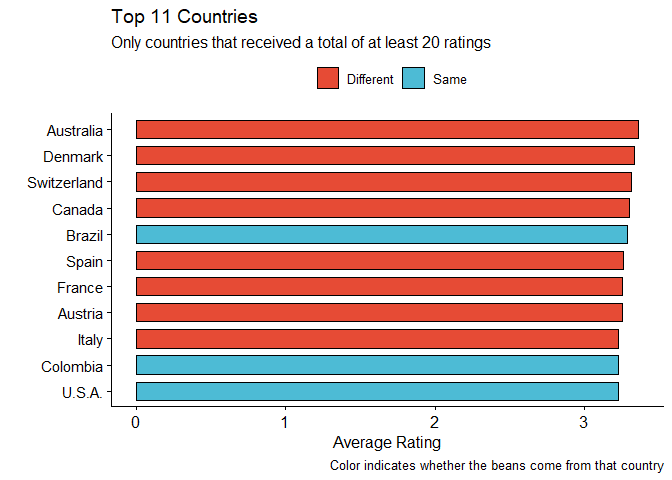 Top 11 Countries
Only countries that received a total of at least 20 ratings
Different Same
Australia
Denmark
Switzerland
Canada
Brazil
Spain
France
Austria
Italy
Colombia
U.S.A.
0 1 2 3
Average Rating
Color indicates whether the beans come from that country